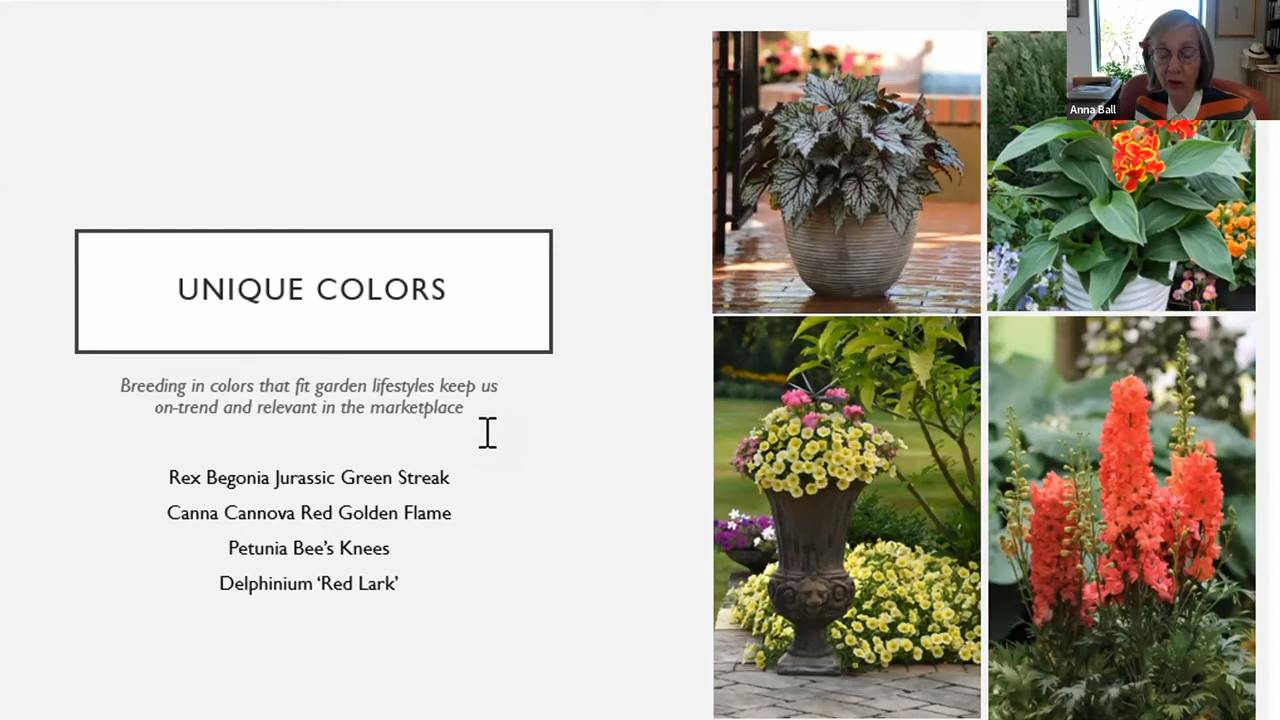 Anna Ball
UNIQUE COLORS
Breeding in colors that fit garden lifestyles keep us
on-trend and relevant in the marketplace
Rex Begonia Jurassic Green Streak
Canna Cannova Red Golden Flame
Petunia Bee's Knees
Delphinium ‘Red Lark’